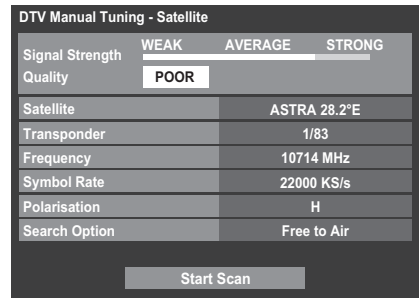 DTV Manual Tuning - Satellite
Signal Strength WEAK AVERAGE STRONG
Quality POOR
Satellite ASTRA 28.2°E
Transponder 1/83
Frequency 10714 MHz
Symbol Rate 22000 KS/s
Polarisation H
Search Option Free to Air
Start Scan